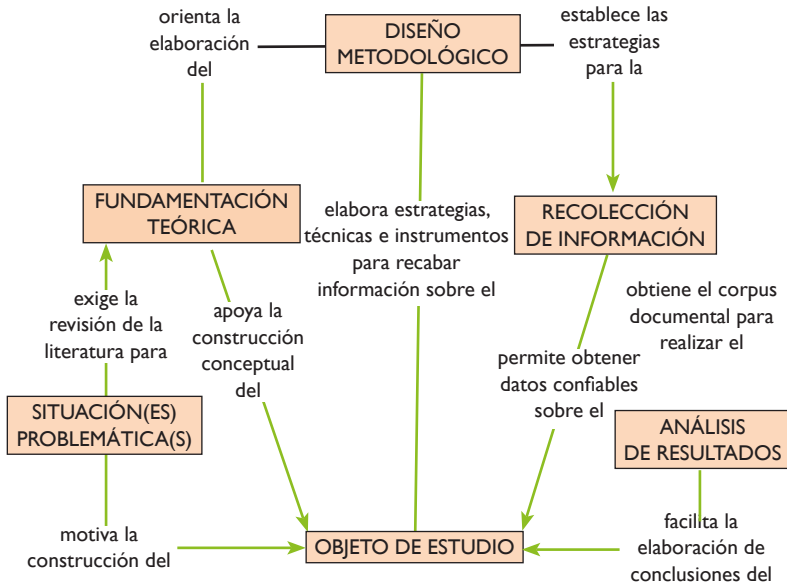 orienta la
elaboración
del
DISEÑO
METODOLÓGICO
establece las
estrategias
para la
FUNDAMENTACIÓN
TEÓRICA
elabora estrategias,
técnicas e instrumentos
para recabar
información sobre el
RECOLECCIÓN
DE INFORMACIÓN
exige la
revisión de la
literatura para
apoya la
construcción
conceptual
del
obtiene el corpus
documental para
realizar el
permite obtener
datos confiables
sobre el
SITUACIÓN(ES)
PROBLEMÁTICA(S)
ANÁLISIS
DE RESULTADOS
motiva la
construcción del
OBJETO DE ESTUDIO
facilita la
elaboración de
conclusiones del